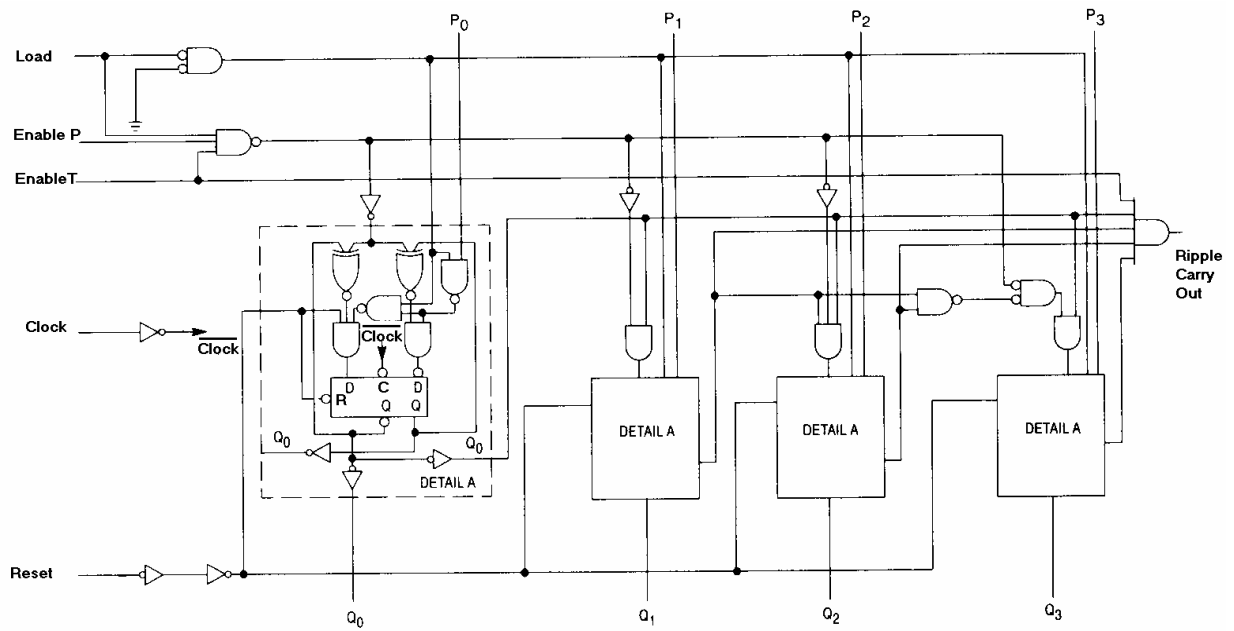 P0
P1
P2
P3
Load
Enable P
EnableT
Ripple
Carry
Out
Clock
Clock
Clock
D
C
D
R
Q
Q
Q0
Q0
DETAIL A
DETAIL A
DETAIL A
DETAIL A
Reset
Q0
Q1
Q2
Q3